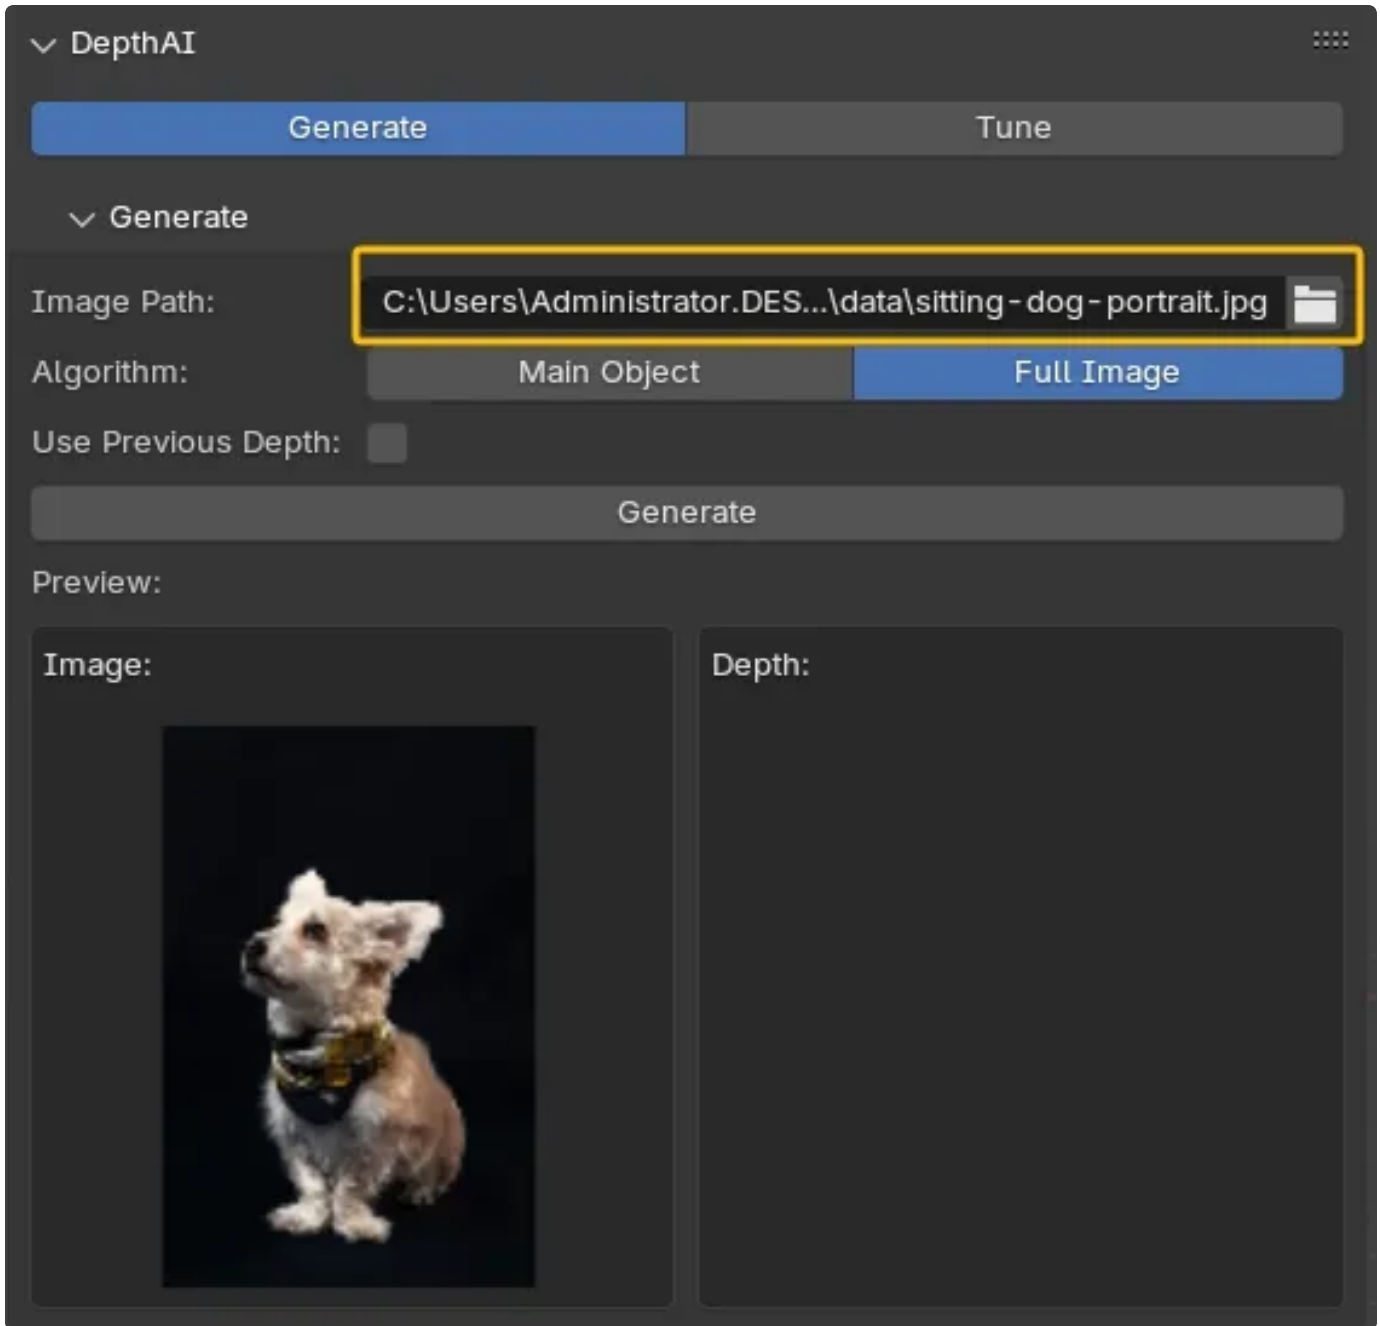 DepthAI
Generate Tune
Generate
Image Path: C:\Users\Administrator.DES...\data\sitting-dog-portrait.jpg
Algorithm: Main Object Full Image
Use Previous Depth:
Generate
Preview:
Image: Depth: